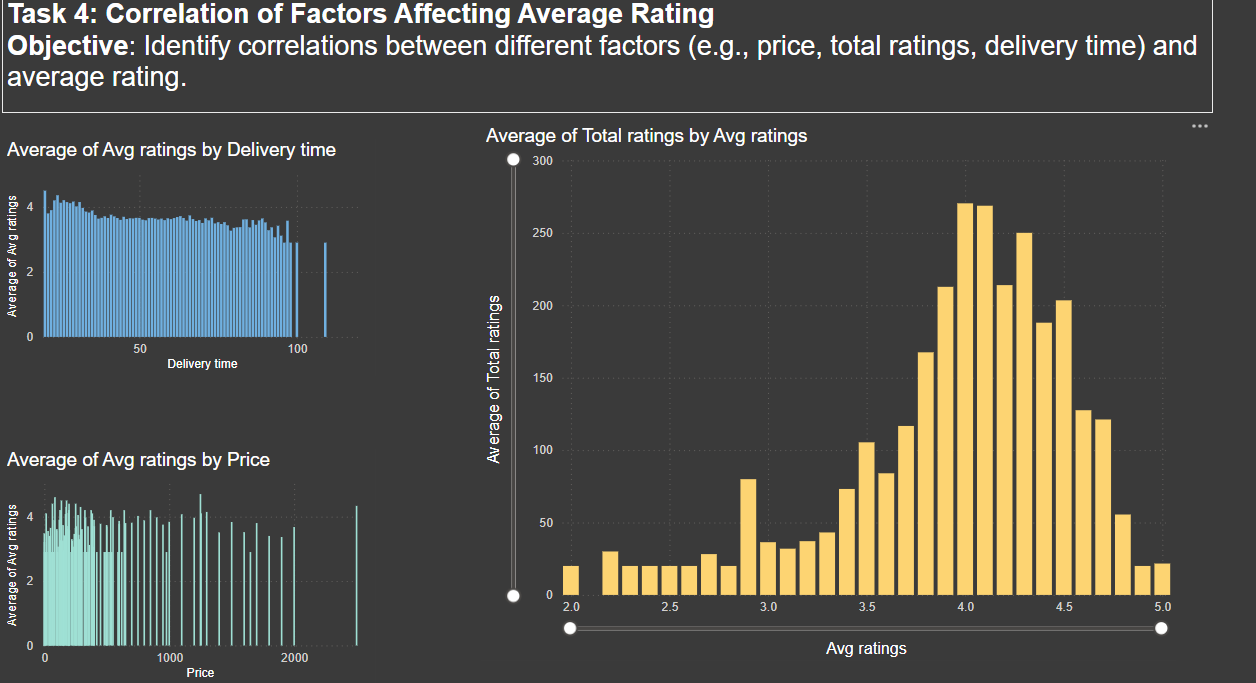 Task 4: Correlation of Factors Affecting Average Rating
Objective: Identify correlations between different factors (e.g., price, total ratings, delivery time) and
average rating.
Average of Avg ratings by Delivery time
Average of Avg ratings
4
2
0
50
100
Delivery time
Average of Avg ratings by Price
Average of Avg ratings
4
2
0
0
1000
2000
Price
Average of Total ratings by Avg ratings
Average of Total ratings
300
250
200
150
100
50
0
2.0
2.5
3.0
3.5
4.0
4.5
5.0
Avg ratings